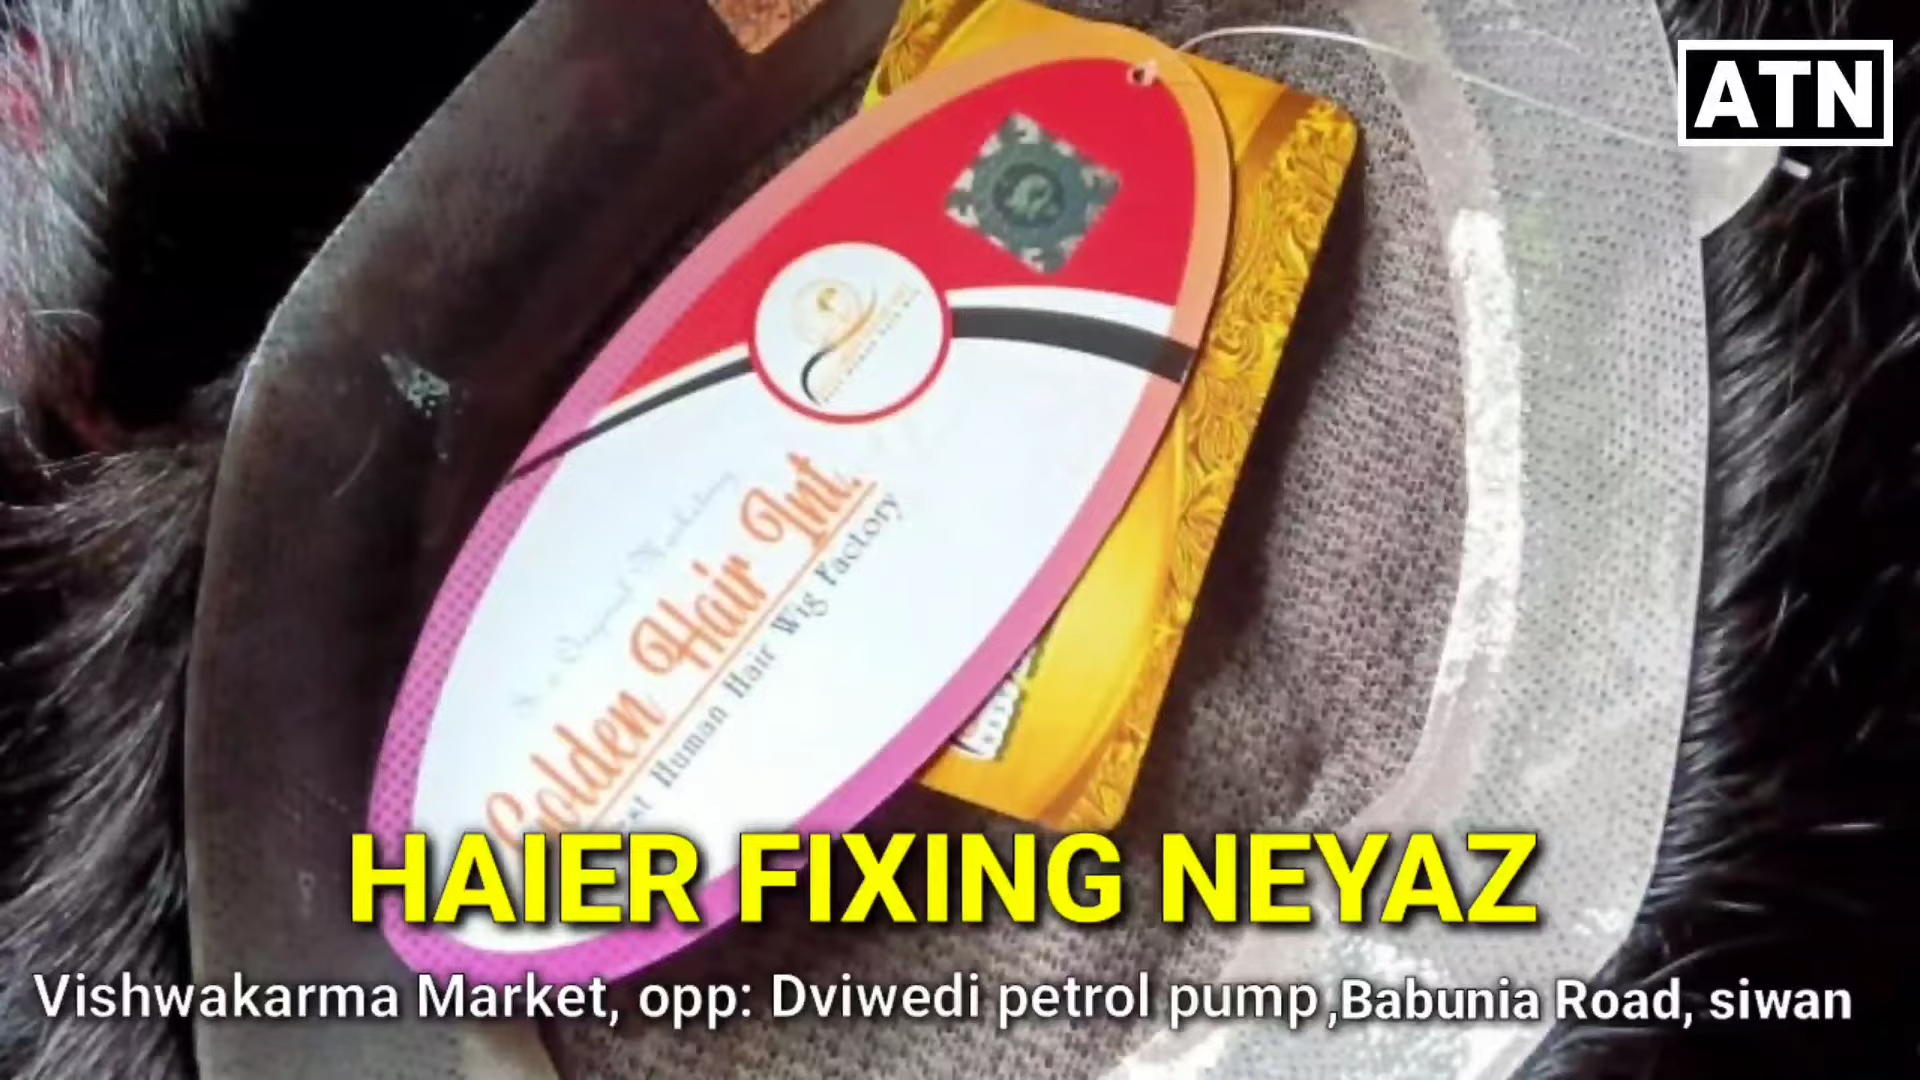 ATN
Golden Hair Int.
Human Hair Wig Factory
HAIER FIXING NEYAZ
Vishwakarma Market, opp: Dviwedi petrol pump ,Babunia Road, siwan